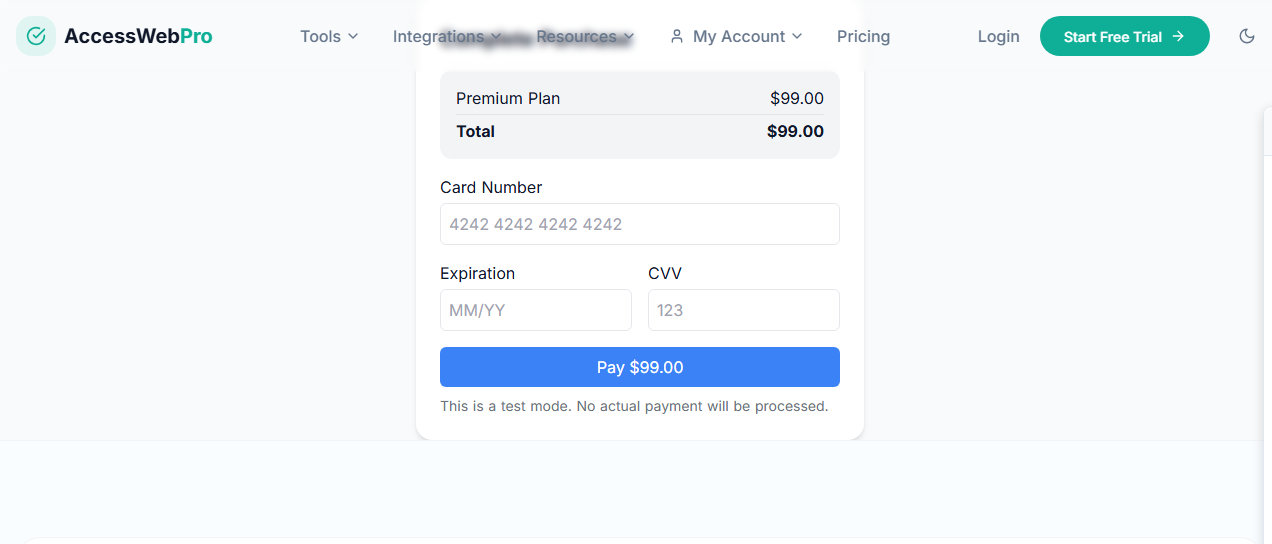 AccessWebPro Tools Integrations Resources My Account Pricing Login Start Free Trial
Premium Plan $99.00
Total $99.00
Card Number
4242 4242 4242 4242
Expiration CVV
MM/YY 123
Pay $99.00
This is a test mode. No actual payment will be processed.